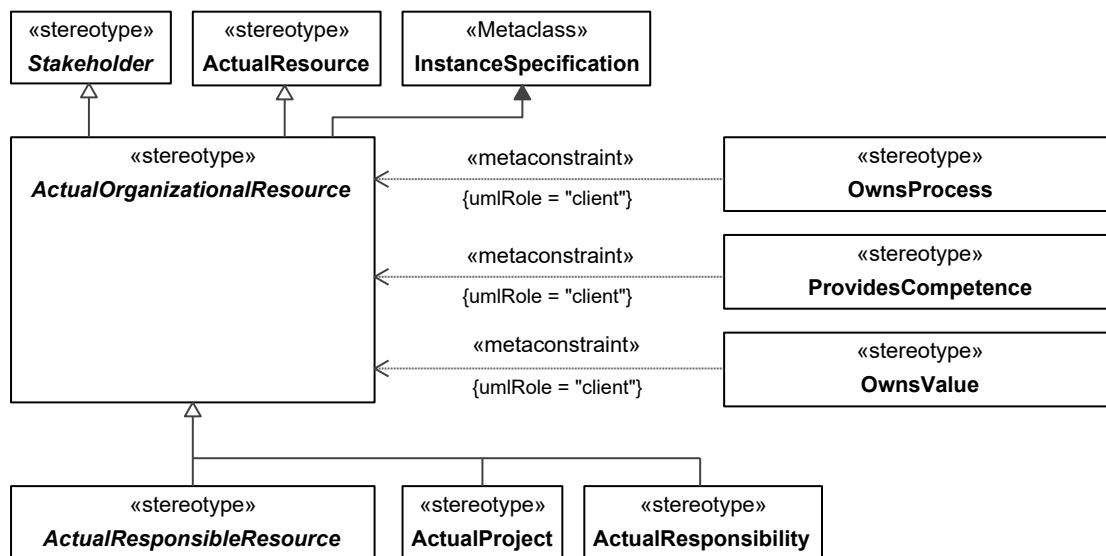 «stereotype»
Stakeholder
«stereotype»
ActualResource
«Metaclass»
InstanceSpecification
«stereotype»
ActualOrganizationalResource
«metaconstraint»
{umlRole = "client"}
«stereotype»
OwnsProcess
«metaconstraint»
{umlRole = "client"}
«stereotype»
ProvidesCompetence
«metaconstraint»
{umlRole = "client"}
«stereotype»
OwnsValue
«stereotype»
ActualResponsibleResource
«stereotype»
ActualProject
«stereotype»
ActualResponsibility